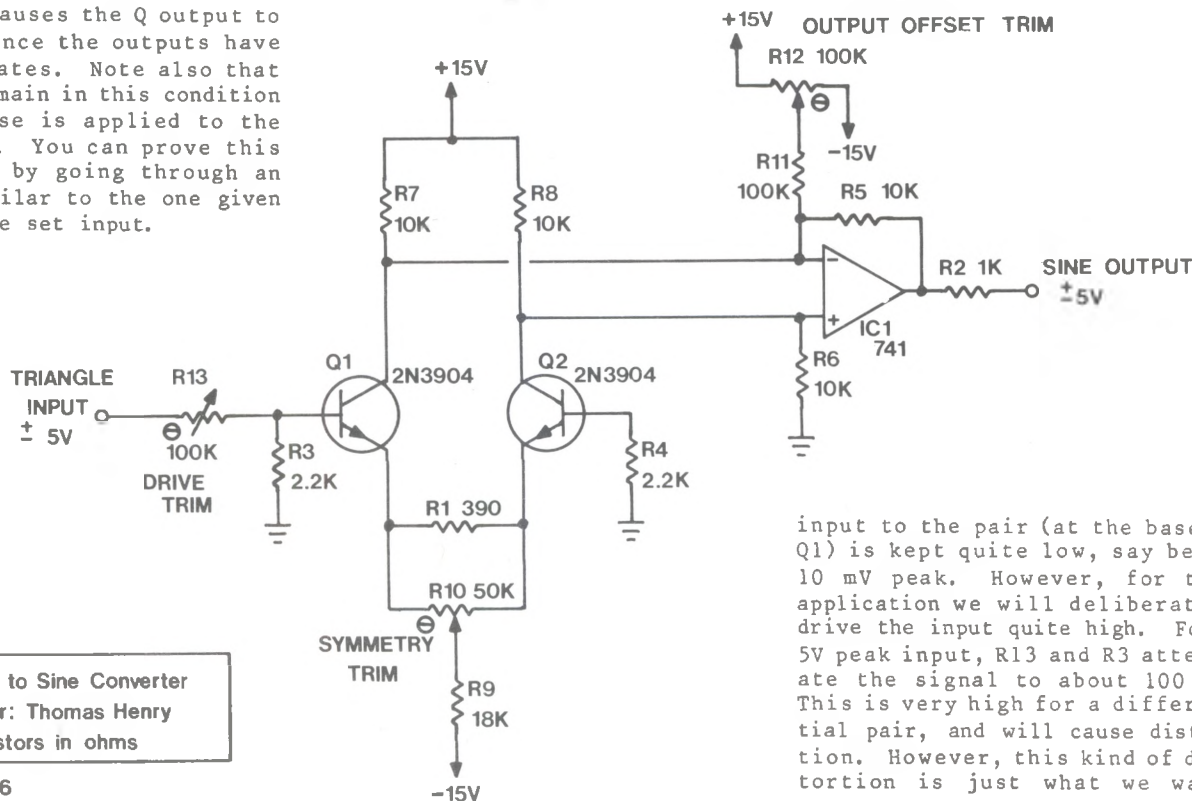 auses the Q output to
nce the outputs have
ates. Note also that
main in this condition
se is applied to the
. You can prove this
by going through an
ilar to the one given
e set input.
+15V
OUTPUT OFFSET TRIM
R12 100K
⊖
-15V
R11
100K
R5 10K
+15V
R7
10K
R8
10K
−
+
IC1
741
R2 1K
SINE OUTPUT
± 5V
R6
10K
TRIANGLE
INPUT
± 5V
R13
⊖
100K
DRIVE
TRIM
R3
2.2K
Q1
2N3904
Q2
2N3904
R4
2.2K
R1 390
R10 50K
⊖
SYMMETRY
TRIM
R9
18K
-15V
to Sine Converter
r: Thomas Henry
stors in ohms
6
input to the pair (at the base
Q1) is kept quite low, say be
10 mV peak. However, for t
application we will deliberat
drive the input quite high. Fo
5V peak input, R13 and R3 atte
ate the signal to about 100
This is very high for a differ
tial pair, and will cause dist
tion. However, this kind of d
tortion is just what we wa